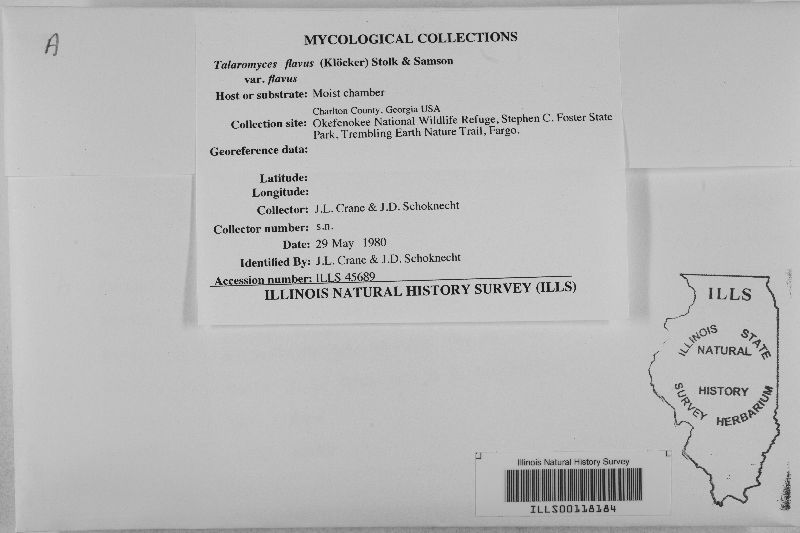 A
MYCOLOGICAL COLLECTIONS
Talaromyces flavus (Klöcker) Stolk & Samson
var. flavus
Host or substrate: Moist chamber
Charlton County, Georgia USA
Collection site: Okefenokee National Wildlife Refuge, Stephen C. Foster State
Park, Trembling Earth Nature Trail, Fargo.
Georeference data:
Latitude:
Longitude:
Collector: J.L. Crane & J.D. Schoknecht
Collector number: s.n.
Date: 29 May 1980
Identified By: J.L. Crane & J.D. Schoknecht
Accession number: ILLS 45689
ILLINOIS NATURAL HISTORY SURVEY (ILLS)
ILLS
ILLINOIS STATE
NATURAL
HISTORY
SURVEY HERBARIUM
Illinois Natural History Survey
ILLS00118184